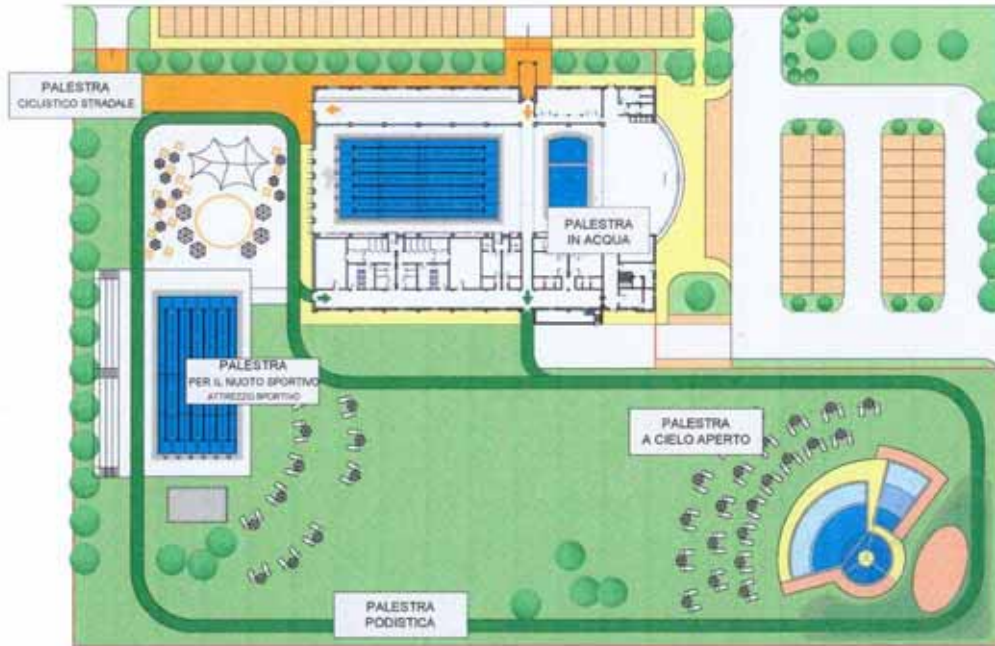 PALESTRA
CICLISTICO STRADALE
PALESTRA
IN ACQUA
PALESTRA
PER IL NUOTO SPORTIVO
ATTREZZO SPORTIVO
PALESTRA
A CIELO APERTO
PALESTRA
PODISTICA